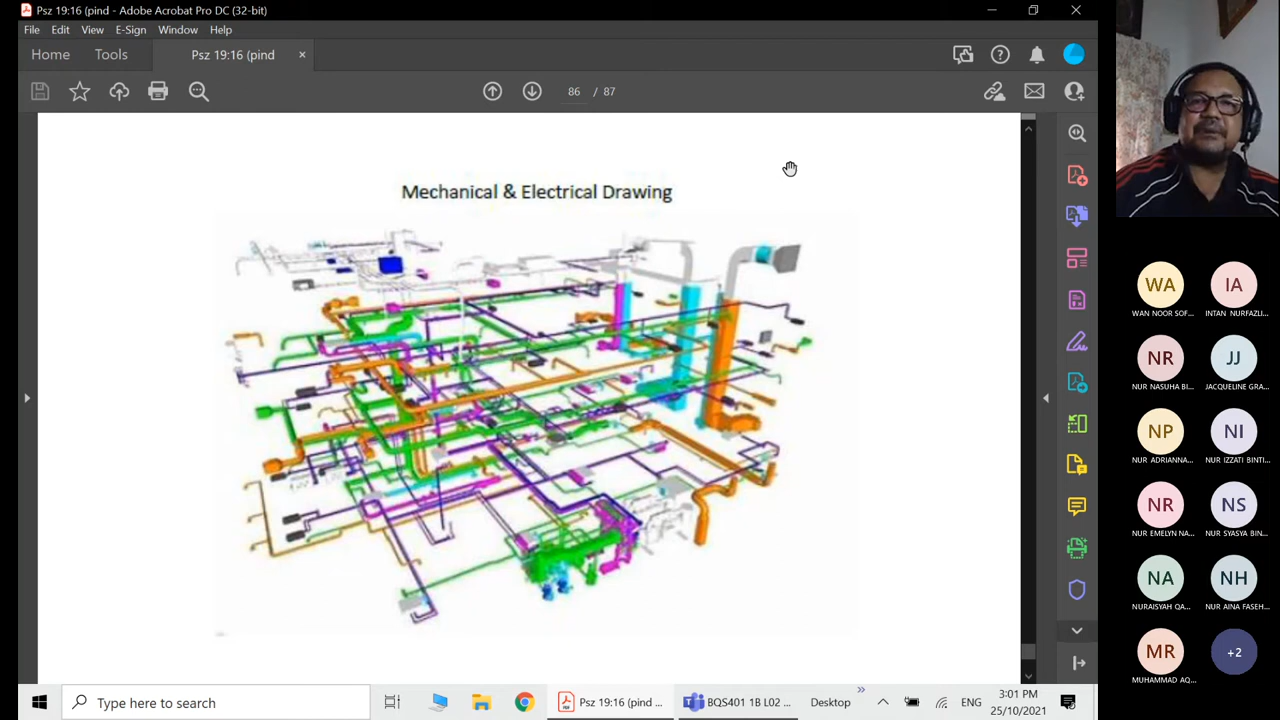 Psz 19:16 (pind - Adobe Acrobat Pro DC (32-bit)
File Edit View E-Sign Window Help
Home Tools Psz 19:16 (pind ×
86 / 87
Mechanical & Electrical Drawing
WA IA
WAN NOOR SOF... INTAN NURFAZLI...
NR JJ
NUR NASUHA BI... JACQUELINE GRA...
NP NI
NUR ADRIANNA... NUR IZZATI BINTI...
NR NS
NUR EMELYN NA... NUR SYASYA BIN...
NA NH
NURAISYAH QA... NUR AINA FASEH...
MR +2
MUHAMMAD AQ...
Type here to search Psz 19:16 (pind ... BQS401 1B L02 ... Desktop » ENG 3:01 PM
25/10/2021